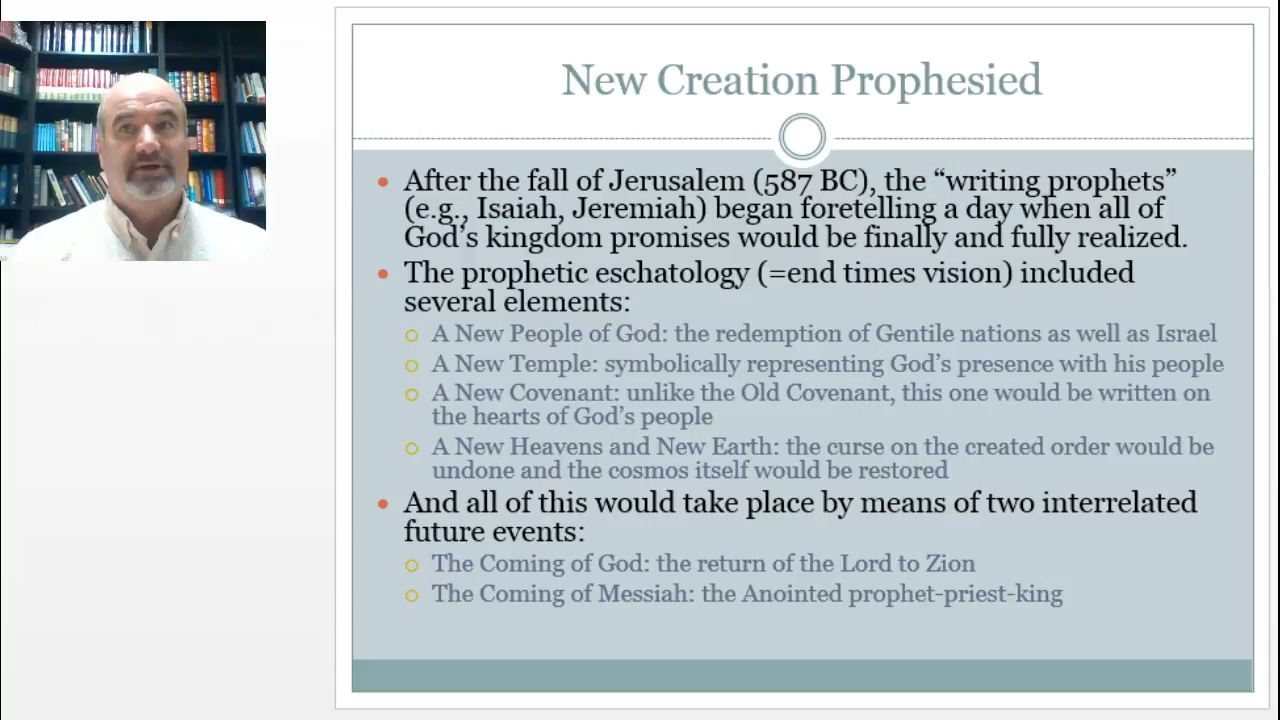 New Creation Prophesied
• After the fall of Jerusalem (587 BC), the “writing prophets”
(e.g., Isaiah, Jeremiah) began foretelling a day when all of
God’s kingdom promises would be finally and fully realized.
• The prophetic eschatology (=end times vision) included
several elements:
○ A New People of God: the redemption of Gentile nations as well as Israel
○ A New Temple: symbolically representing God’s presence with his people
○ A New Covenant: unlike the Old Covenant, this one would be written on
the hearts of God’s people
○ A New Heavens and New Earth: the curse on the created order would be
undone and the cosmos itself would be restored
• And all of this would take place by means of two interrelated
future events:
○ The Coming of God: the return of the Lord to Zion
○ The Coming of Messiah: the Anointed prophet-priest-king